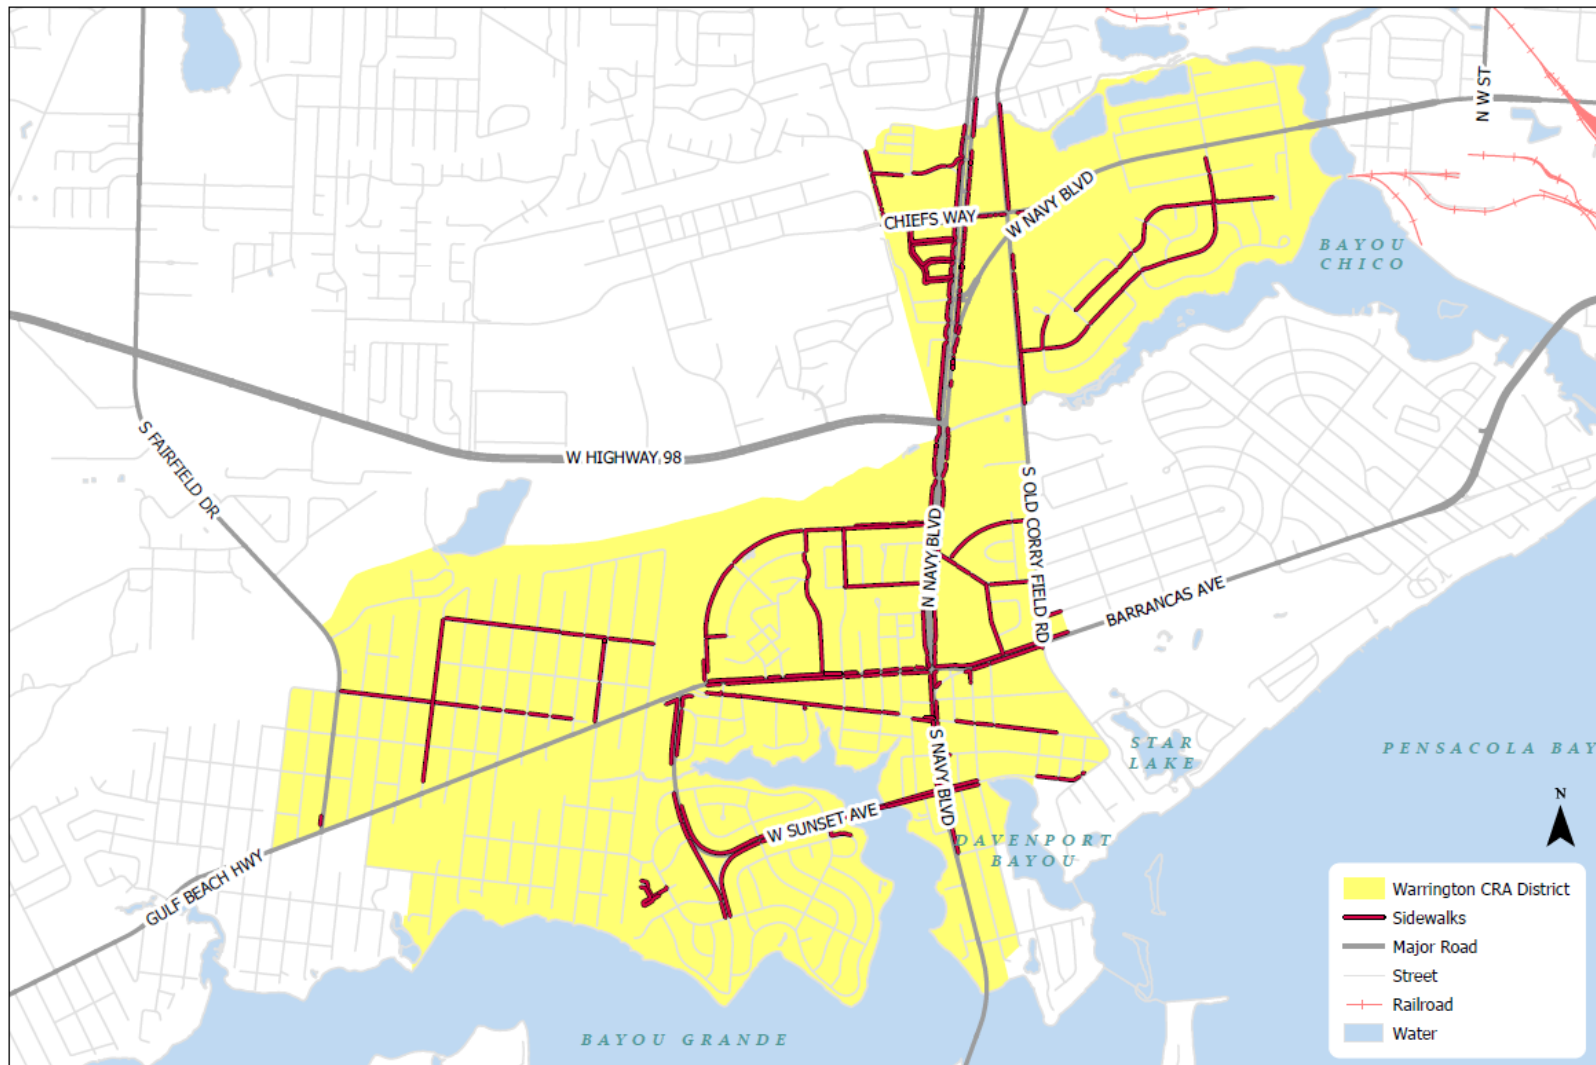 N W ST
CHIEFS WAY
W NAVY BLVD
BAYOU
CHICO
S FAIRFIELD DR
W HIGHWAY 98
S OLD CORRY FIELD RD
N NAVY BLVD
BARRANCAS AVE
STAR
LAKE
PENSACOLA BAY
S NAVY BLVD
W SUNSET AVE
DAVENPORT
BAYOU
GULF BEACH HWY
BAYOU GRANDE
N
Warrington CRA District
Sidewalks
Major Road
Street
Railroad
Water